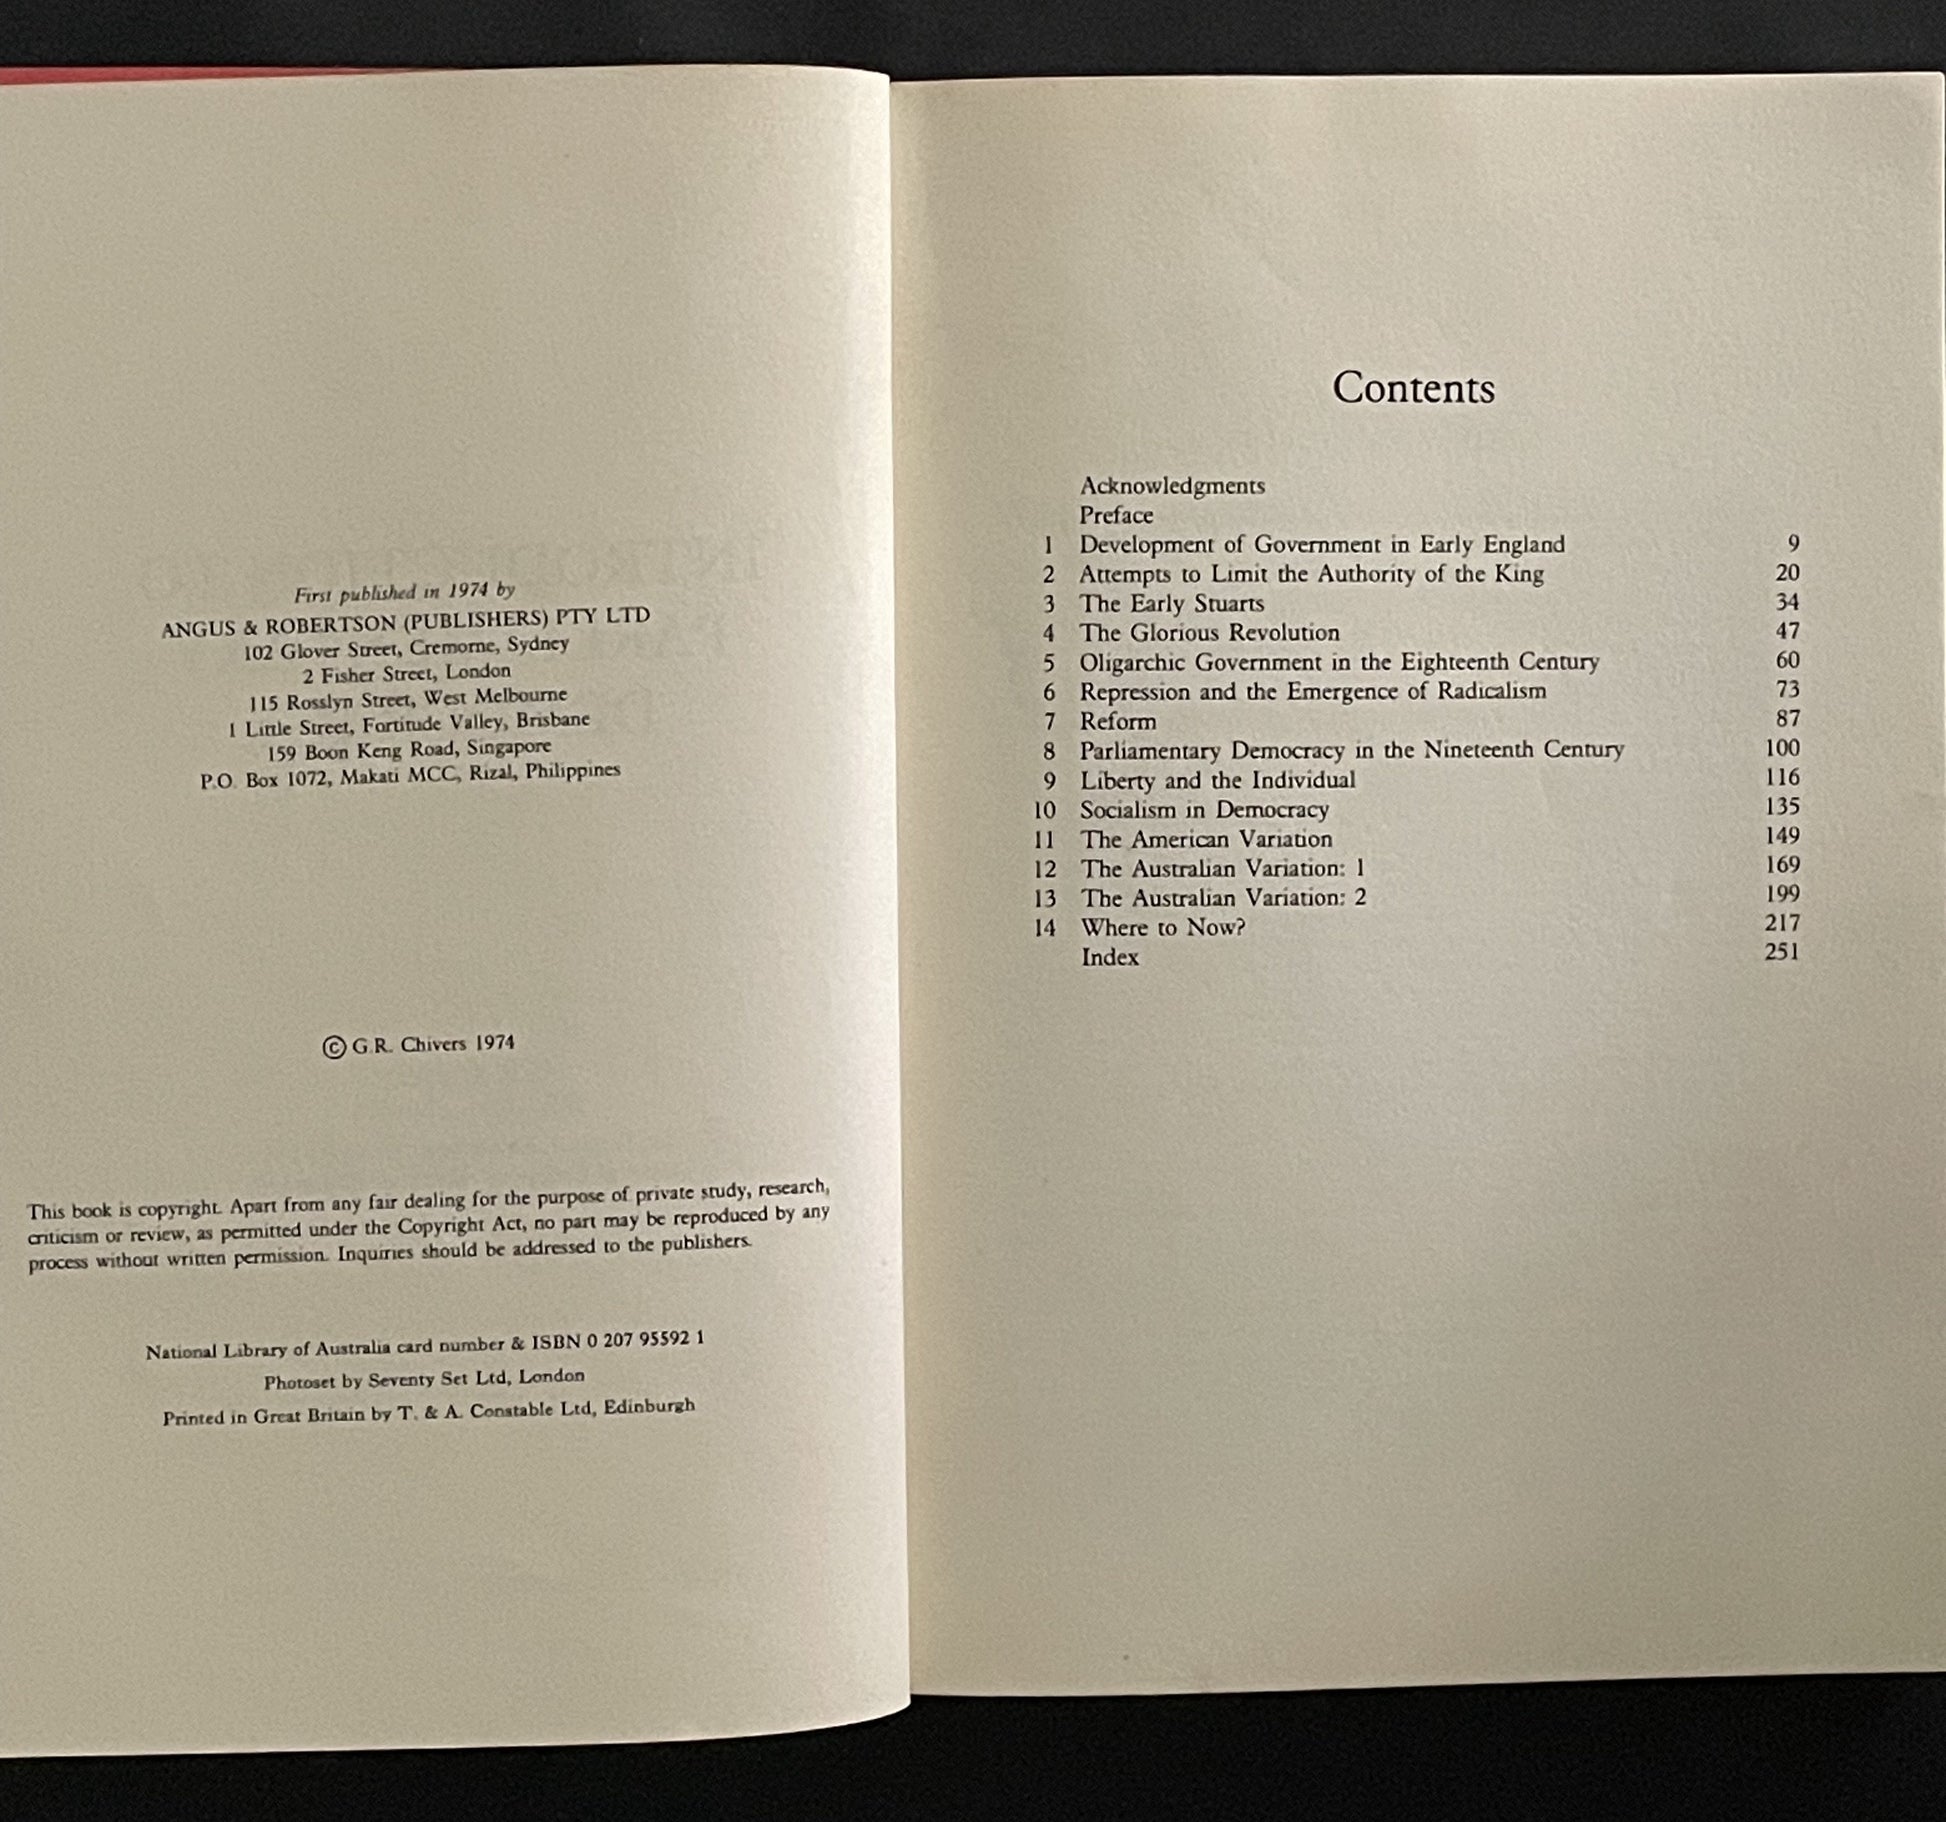 First published in 1974 by
ANGUS & ROBERTSON (PUBLISHERS) PTY LTD
102 Glover Street, Cremorne, Sydney
2 Fisher Street, London
115 Rosslyn Street, West Melbourne
1 Little Street, Fortitude Valley, Brisbane
159 Boon Keng Road, Singapore
P.O. Box 1072, Makati MCC, Rizal, Philippines
© G.R. Chivers 1974
This book is copyright. Apart from any fair dealing for the purpose of private study, research,
criticism or review, as permitted under the Copyright Act, no part may be reproduced by any
process without written permission. Inquiries should be addressed to the publishers.
National Library of Australia card number & ISBN 0 207 95592 1
Photoset by Seventy Set Ltd, London
Printed in Great Britain by T. & A. Constable Ltd, Edinburgh
Contents
Acknowledgments
Preface
1 Development of Government in Early England 9
2 Attempts to Limit the Authority of the King 20
3 The Early Stuarts 34
4 The Glorious Revolution 47
5 Oligarchic Government in the Eighteenth Century 60
6 Repression and the Emergence of Radicalism 73
7 Reform 87
8 Parliamentary Democracy in the Nineteenth Century 100
9 Liberty and the Individual 116
10 Socialism in Democracy 135
11 The American Variation 149
12 The Australian Variation: 1 169
13 The Australian Variation: 2 199
14 Where to Now? 217
Index 251